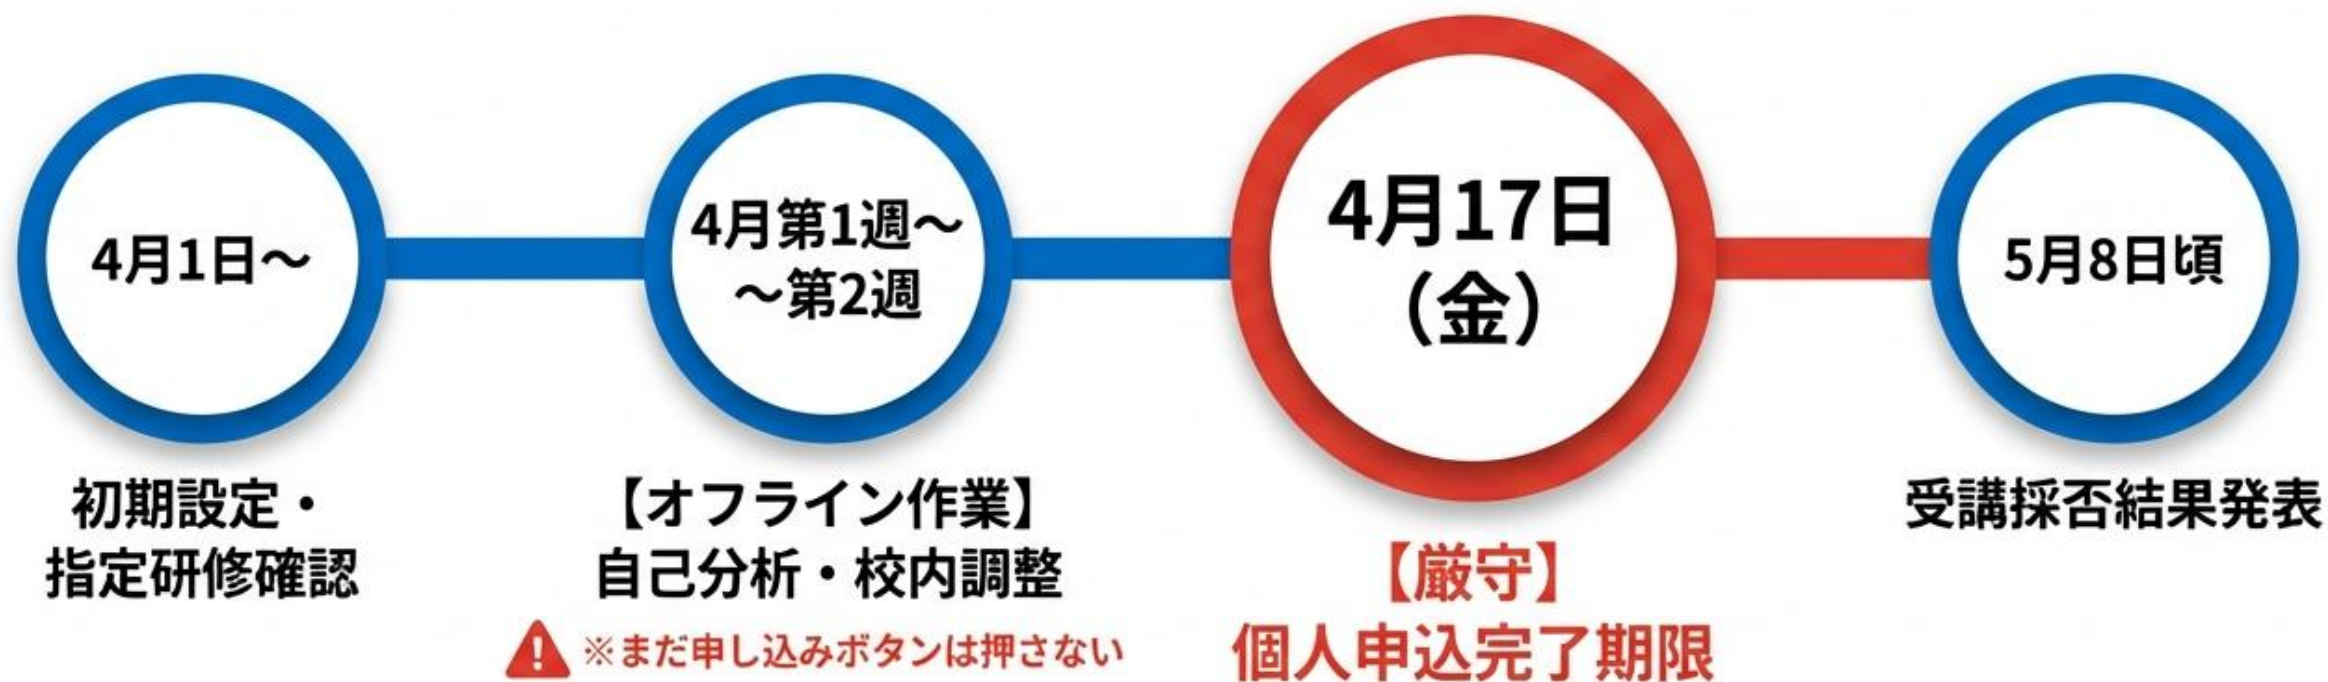 4月1日～
初期設定・
指定研修確認
4月第1週～
～第2週
【オフライン作業】
自己分析・校内調整
※まだ申し込みボタンは押さない
4月17日
（金）
【厳守】
個人申込完了期限
5月8日頃
受講採否結果発表